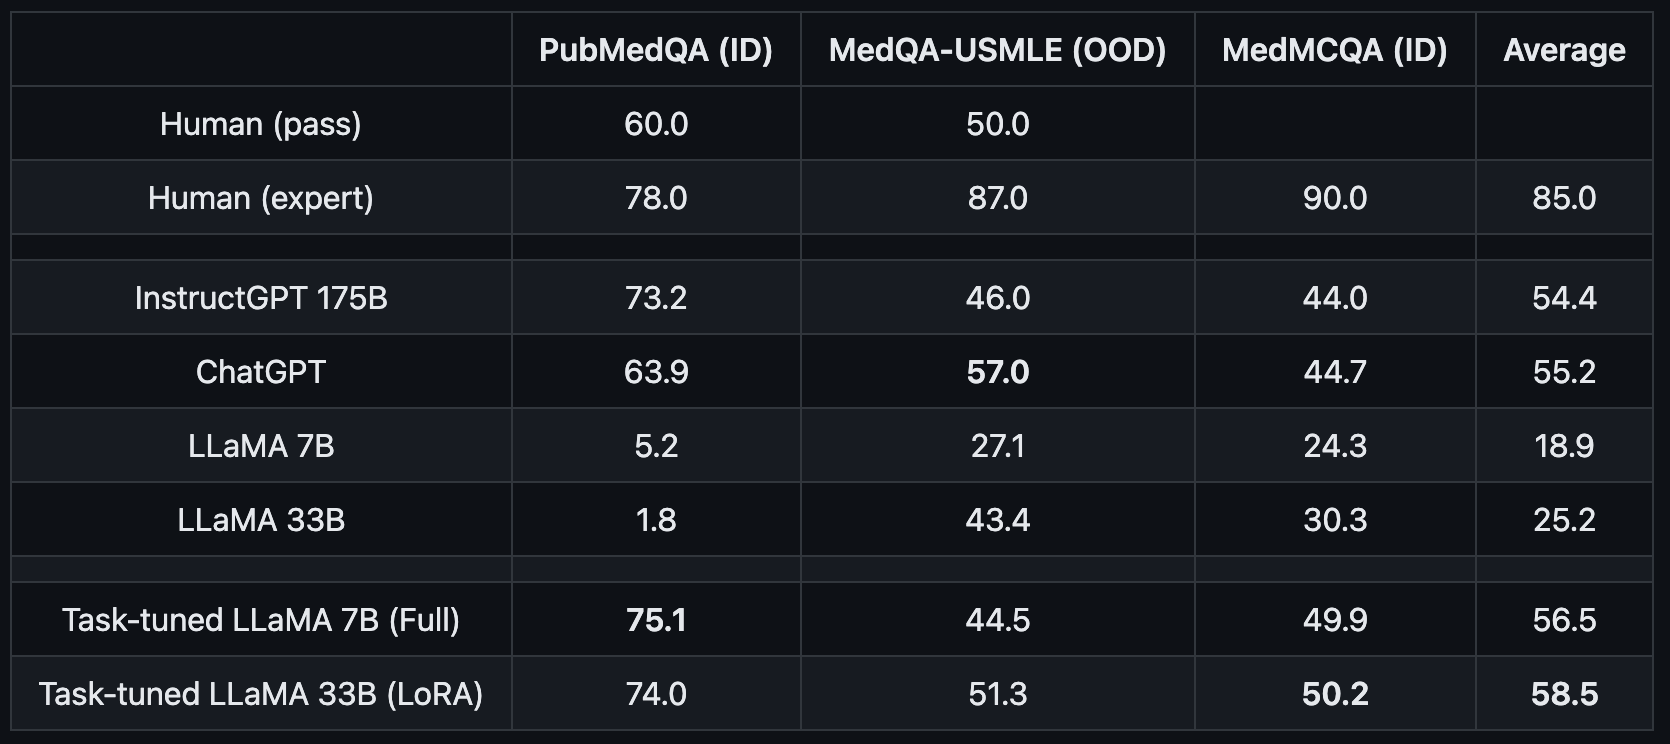 PubMedQA (ID) MedQA-USMLE (OOD) MedMCQA (ID) Average
Human (pass) 60.0 50.0
Human (expert) 78.0 87.0 90.0 85.0
InstructGPT 175B 73.2 46.0 44.0 54.4
ChatGPT 63.9 57.0 44.7 55.2
LLaMA 7B 5.2 27.1 24.3 18.9
LLaMA 33B 1.8 43.4 30.3 25.2
Task-tuned LLaMA 7B (Full) 75.1 44.5 49.9 56.5
Task-tuned LLaMA 33B (LoRA) 74.0 51.3 50.2 58.5